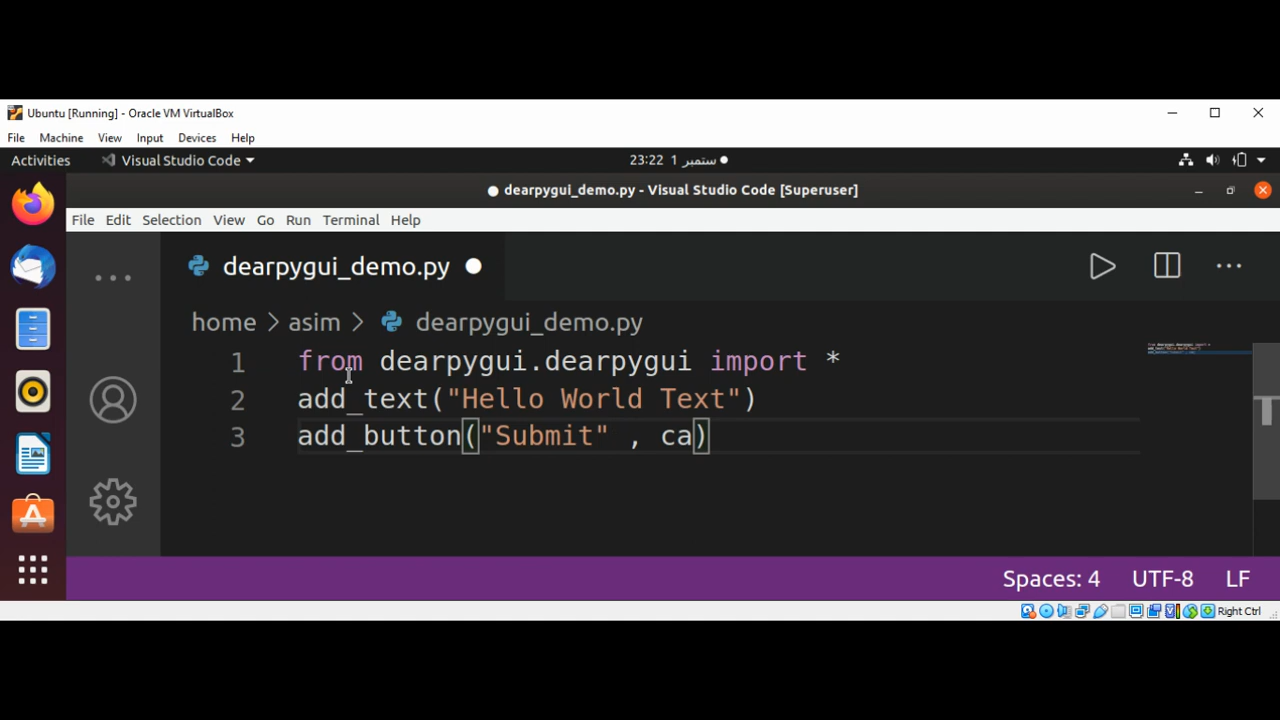 Ubuntu [Running] - Oracle VM VirtualBox
File Machine View Input Devices Help
Activities Visual Studio Code 23:22 1 ستمبر
dearpygui_demo.py - Visual Studio Code [Superuser]
File Edit Selection View Go Run Terminal Help
dearpygui_demo.py
home > asim > dearpygui_demo.py
1 from dearpygui.dearpygui import *
2 add_text("Hello World Text")
3 add_button("Submit" , ca)
Spaces: 4 UTF-8 LF
Right Ctrl